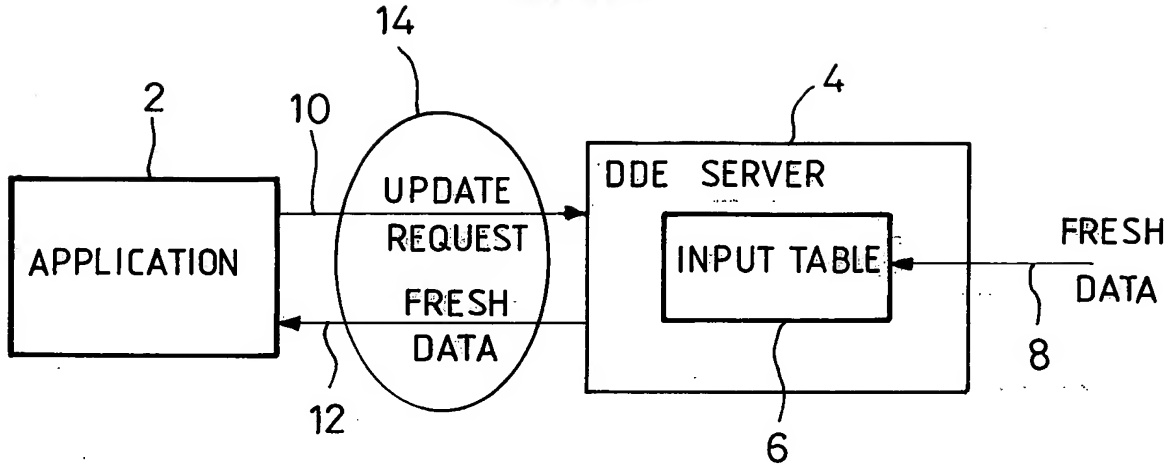 14
2
10
4
UPDATE
REQUEST
DDE SERVER
APPLICATION
INPUT TABLE
FRESH
DATA
FRESH
DATA
12
6
8